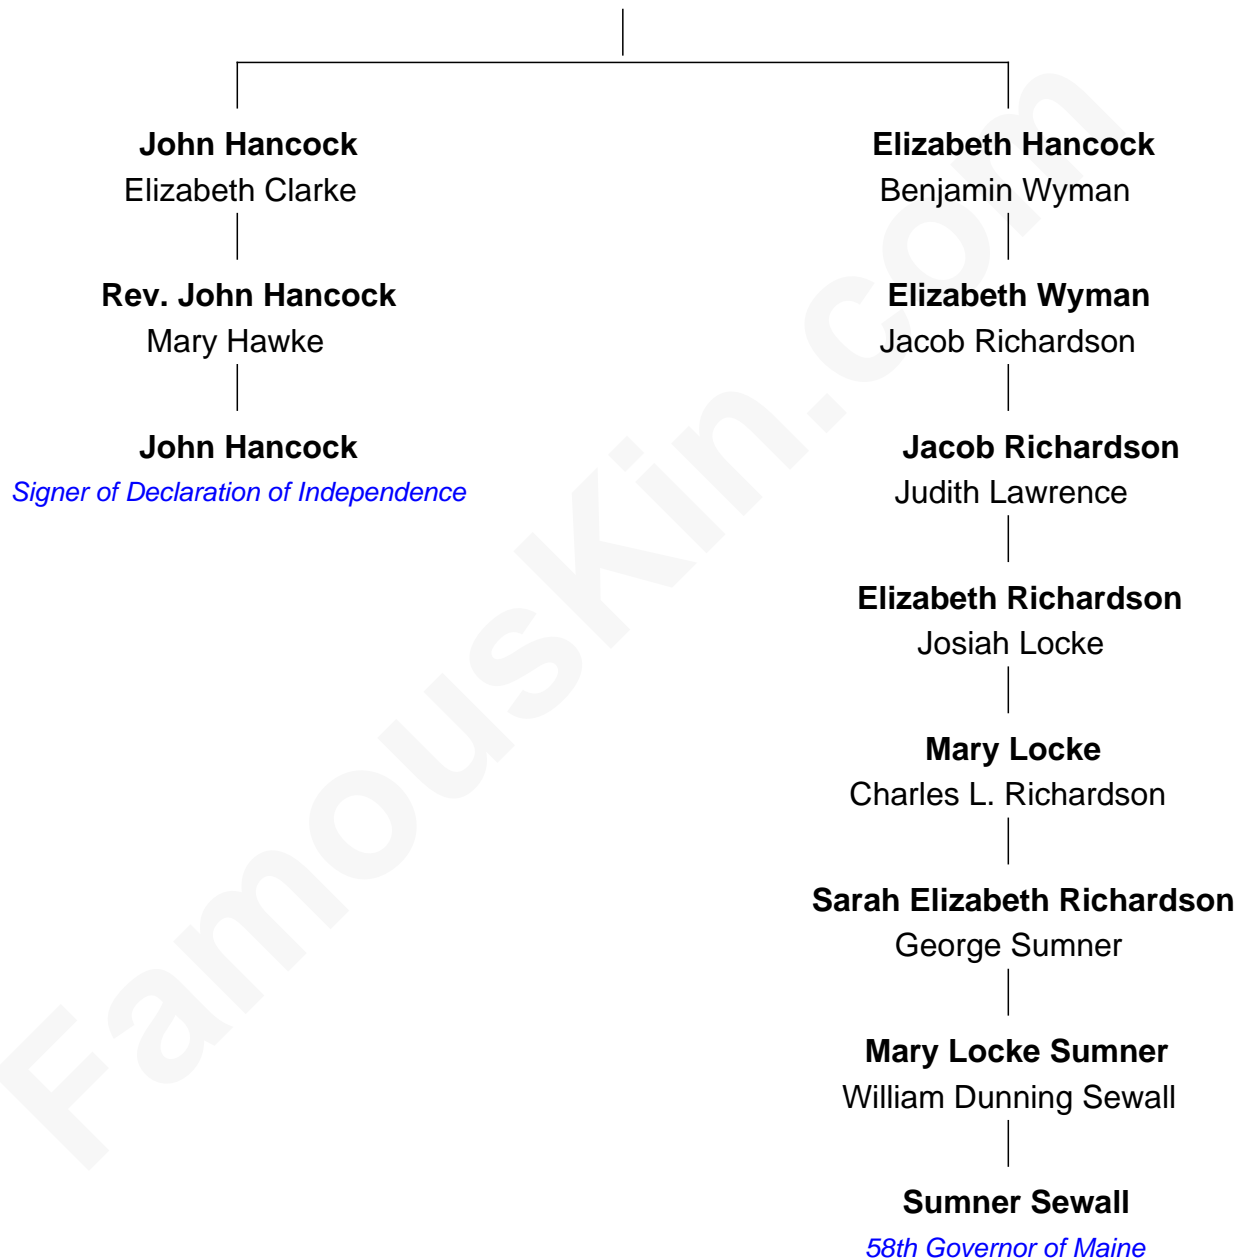 John Hancock
Elizabeth Clarke
Rev. John Hancock
Mary Hawke
John Hancock
Signer of Declaration of Independence
Elizabeth Hancock
Benjamin Wyman
Elizabeth Wyman
Jacob Richardson
Jacob Richardson
Judith Lawrence
Elizabeth Richardson
Josiah Locke
Mary Locke
Charles L. Richardson
Sarah Elizabeth Richardson
George Sumner
Mary Locke Sumner
William Dunning Sewall
Sumner Sewall
58th Governor of Maine
FamousKin.com